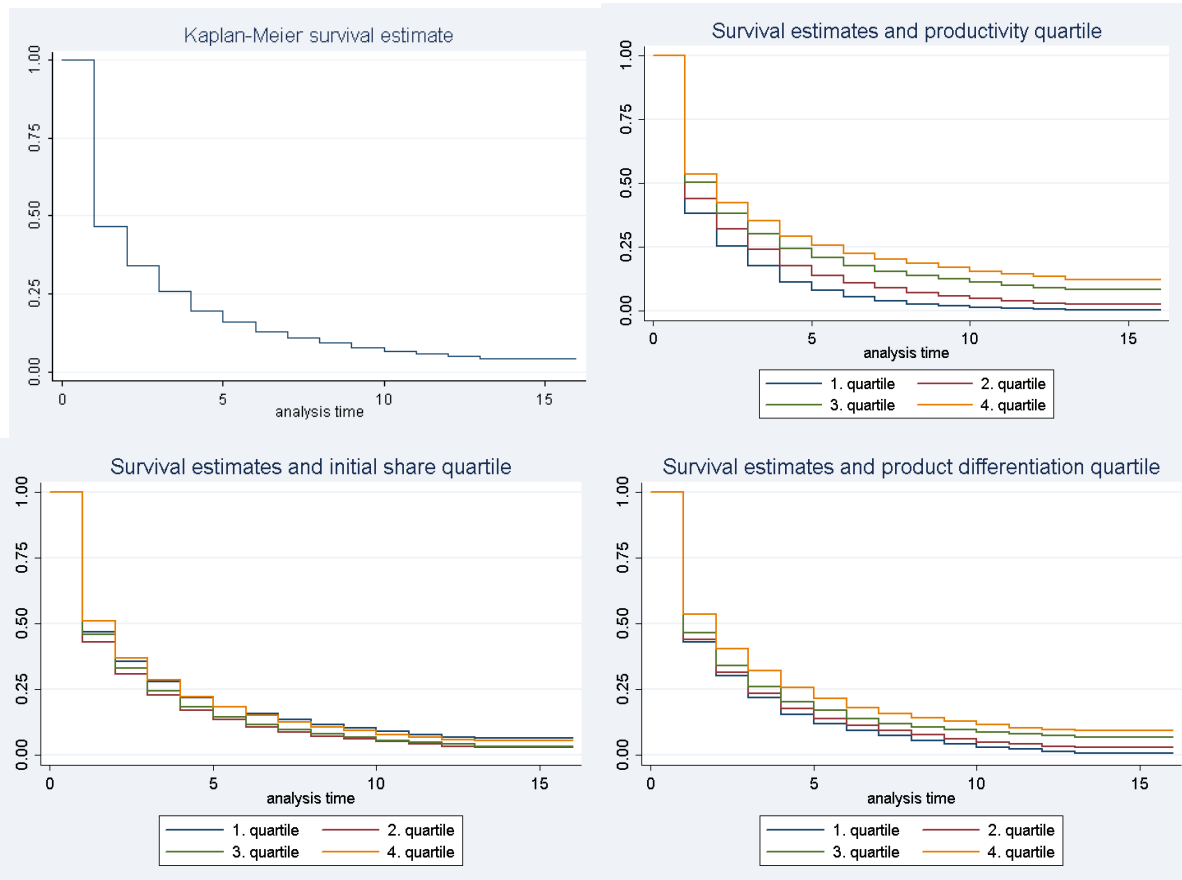 Kaplan-Meier survival estimate
1.00
0.75
0.50
0.25
0.00
0 5 10 15
analysis time
Survival estimates and productivity quartile
1.00
0.75
0.50
0.25
0.00
0 5 10 15
analysis time
1. quartile 2. quartile
3. quartile 4. quartile
Survival estimates and initial share quartile
1.00
0.75
0.50
0.25
0.00
0 5 10 15
analysis time
1. quartile 2. quartile
3. quartile 4. quartile
Survival estimates and product differentiation quartile
1.00
0.75
0.50
0.25
0.00
0 5 10 15
analysis time
1. quartile 2. quartile
3. quartile 4. quartile